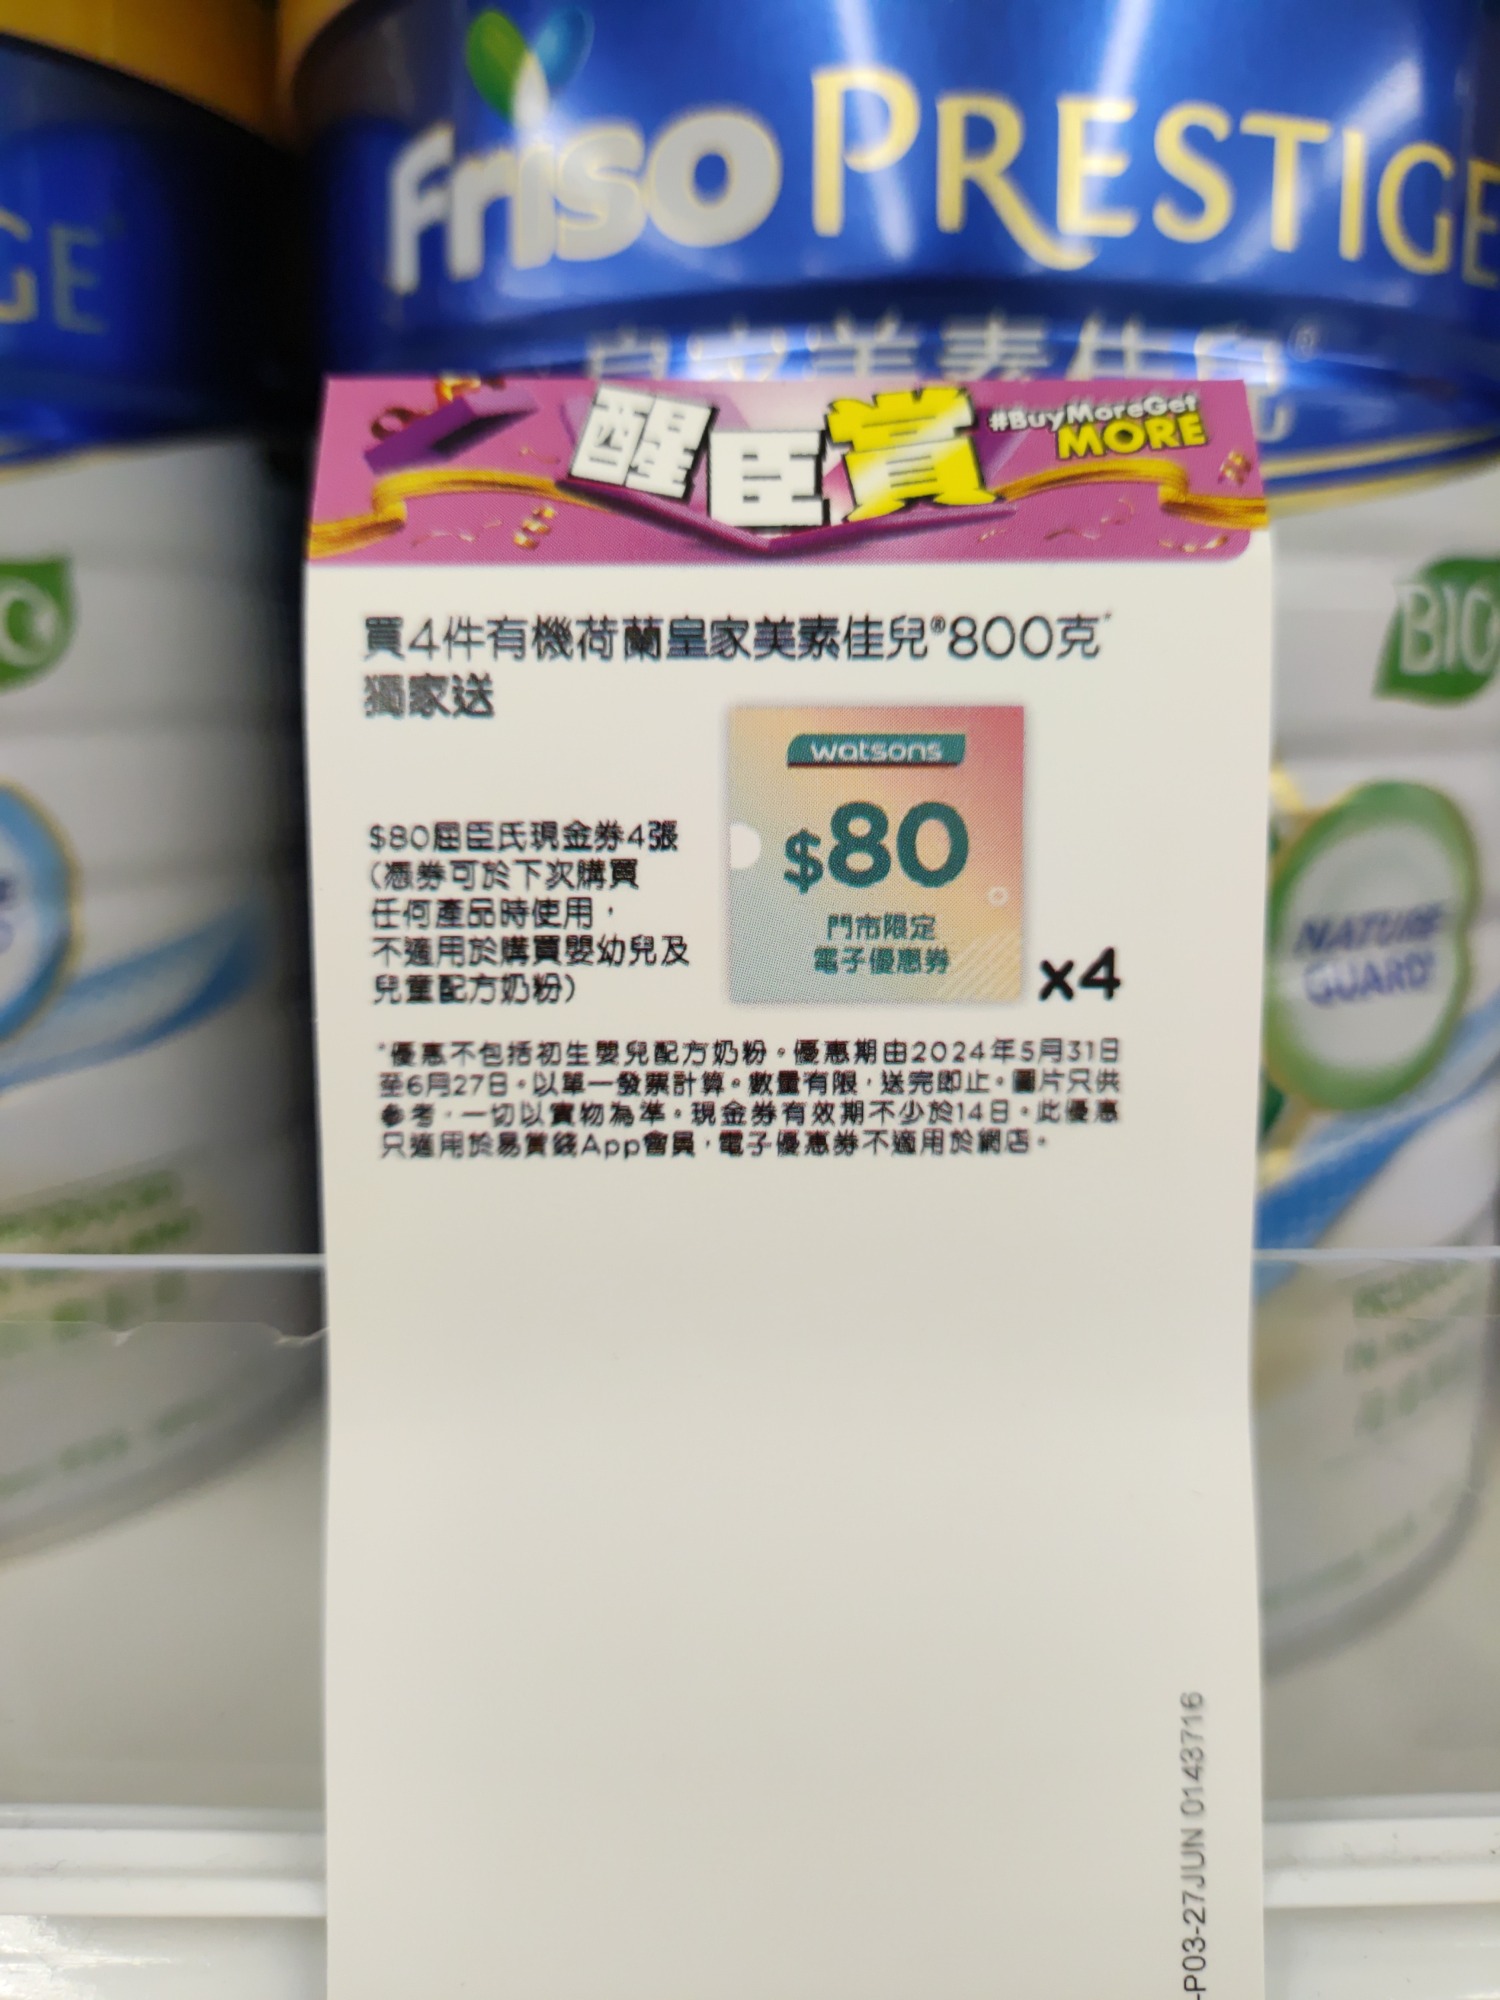 friso PRESTIGE
GE
皇家美素佳兒®
醒臣賞
#BuyMoreGet
MORE
買4件有機荷蘭皇家美素佳兒®800克*
獨家送
watsons
$80
門市限定
電子優惠券
x4
$80屈臣氏現金券4張
(憑券可於下次購買
任何產品時使用，
不適用於購買嬰幼兒及
兒童配方奶粉)
*優惠不包括初生嬰兒配方奶粉。優惠期由2024年5月31日
至6月27日。以單一發票計算。數量有限，送完即止。圖片只供
參考，一切以實物為準。現金券有效期不少於14日。此優惠
只適用於易賞錢App會員，電子優惠券不適用於網店。
BIO
NATURE
GUARD
-P03-27JUN 0143716